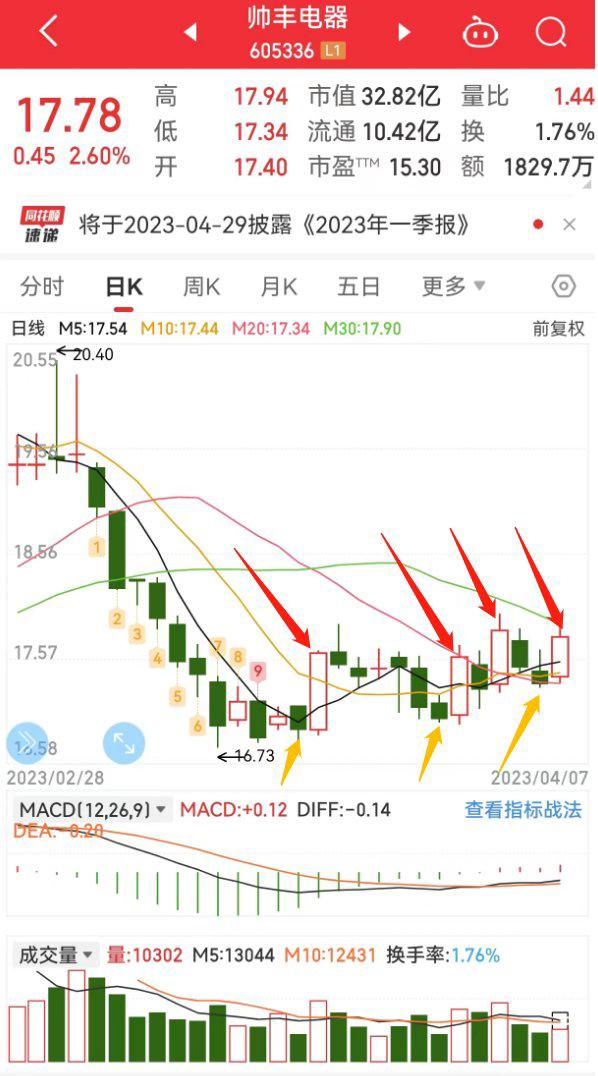 帅丰电器
605336 L1
17.78
0.45 2.60%
高 17.94 市值 32.82亿 量比 1.44
低 17.34 流通 10.42亿 换 1.76%
开 17.40 市盈TTM 15.30 额 1829.7万
同花顺
速递
将于2023-04-29披露《2023年一季报》
分时 日K 周K 月K 五日 更多
日线 M5:17.54 M10:17.44 M20:17.34 M30:17.90 前复权
20.55
20.40
19.56
18.56
17.57
16.58
1
2
3
4
5
6
7
8
9
16.73
2023/02/28 2023/04/07
MACD(12,26,9) MACD:+0.12 DIFF:-0.14 查看指标战法
DEA:-0.20
成交量 量:10302 M5:13044 M10:12431 换手率:1.76%